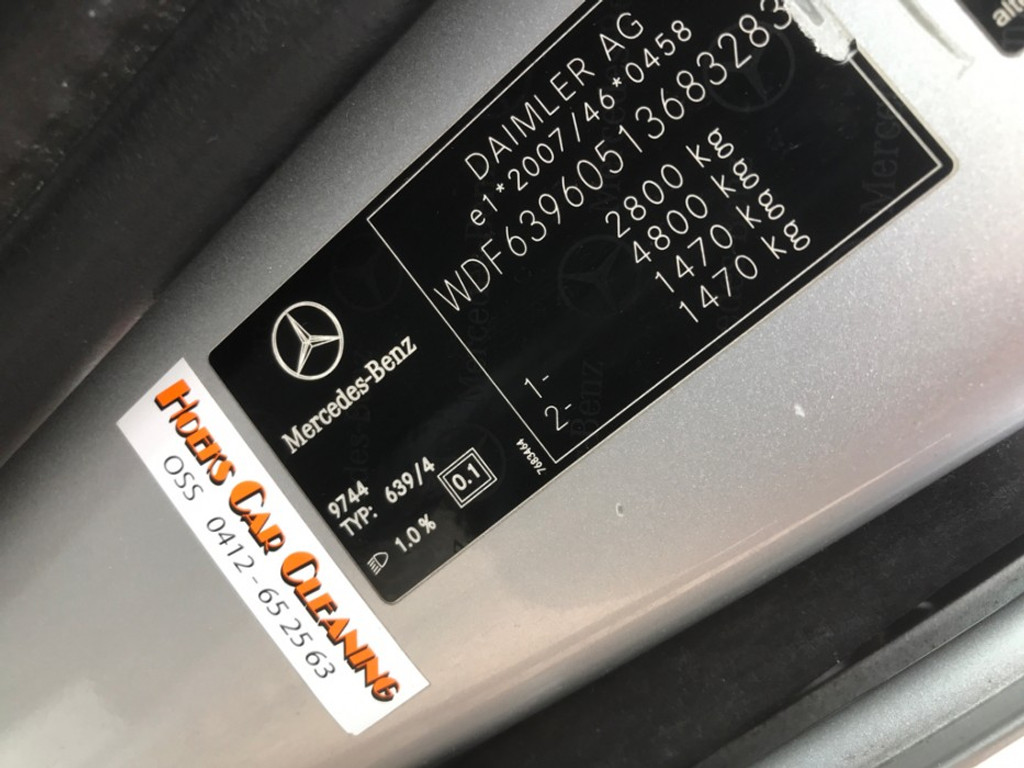 DAIMLER AG
e1*2007/46*0458
WDF63960513683283
2800 kg
4800 kg
1470 kg
1470 kg
1-
2-
Mercedes-Benz
9744
TYP: 639/4
0.1
1.0 %
7683464
HOEKS CAR CLEANING
OSS 0412-65 25 63